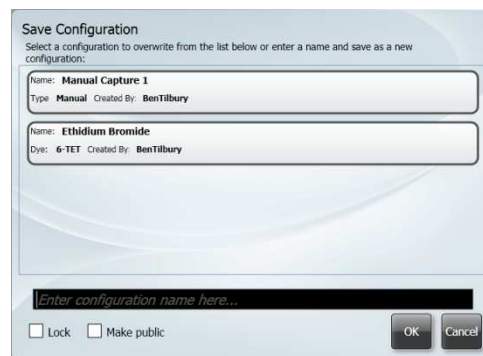 Save Configuration
Select a configuration to overwrite from the list below or enter a name and save as a new
configuration:
Name: Manual Capture 1
Type Manual Created By: BenTilbury
Name: Ethidium Bromide
Dye: 6-TET Created By: BenTilbury
Enter configuration name here...
Lock Make public OK Cancel